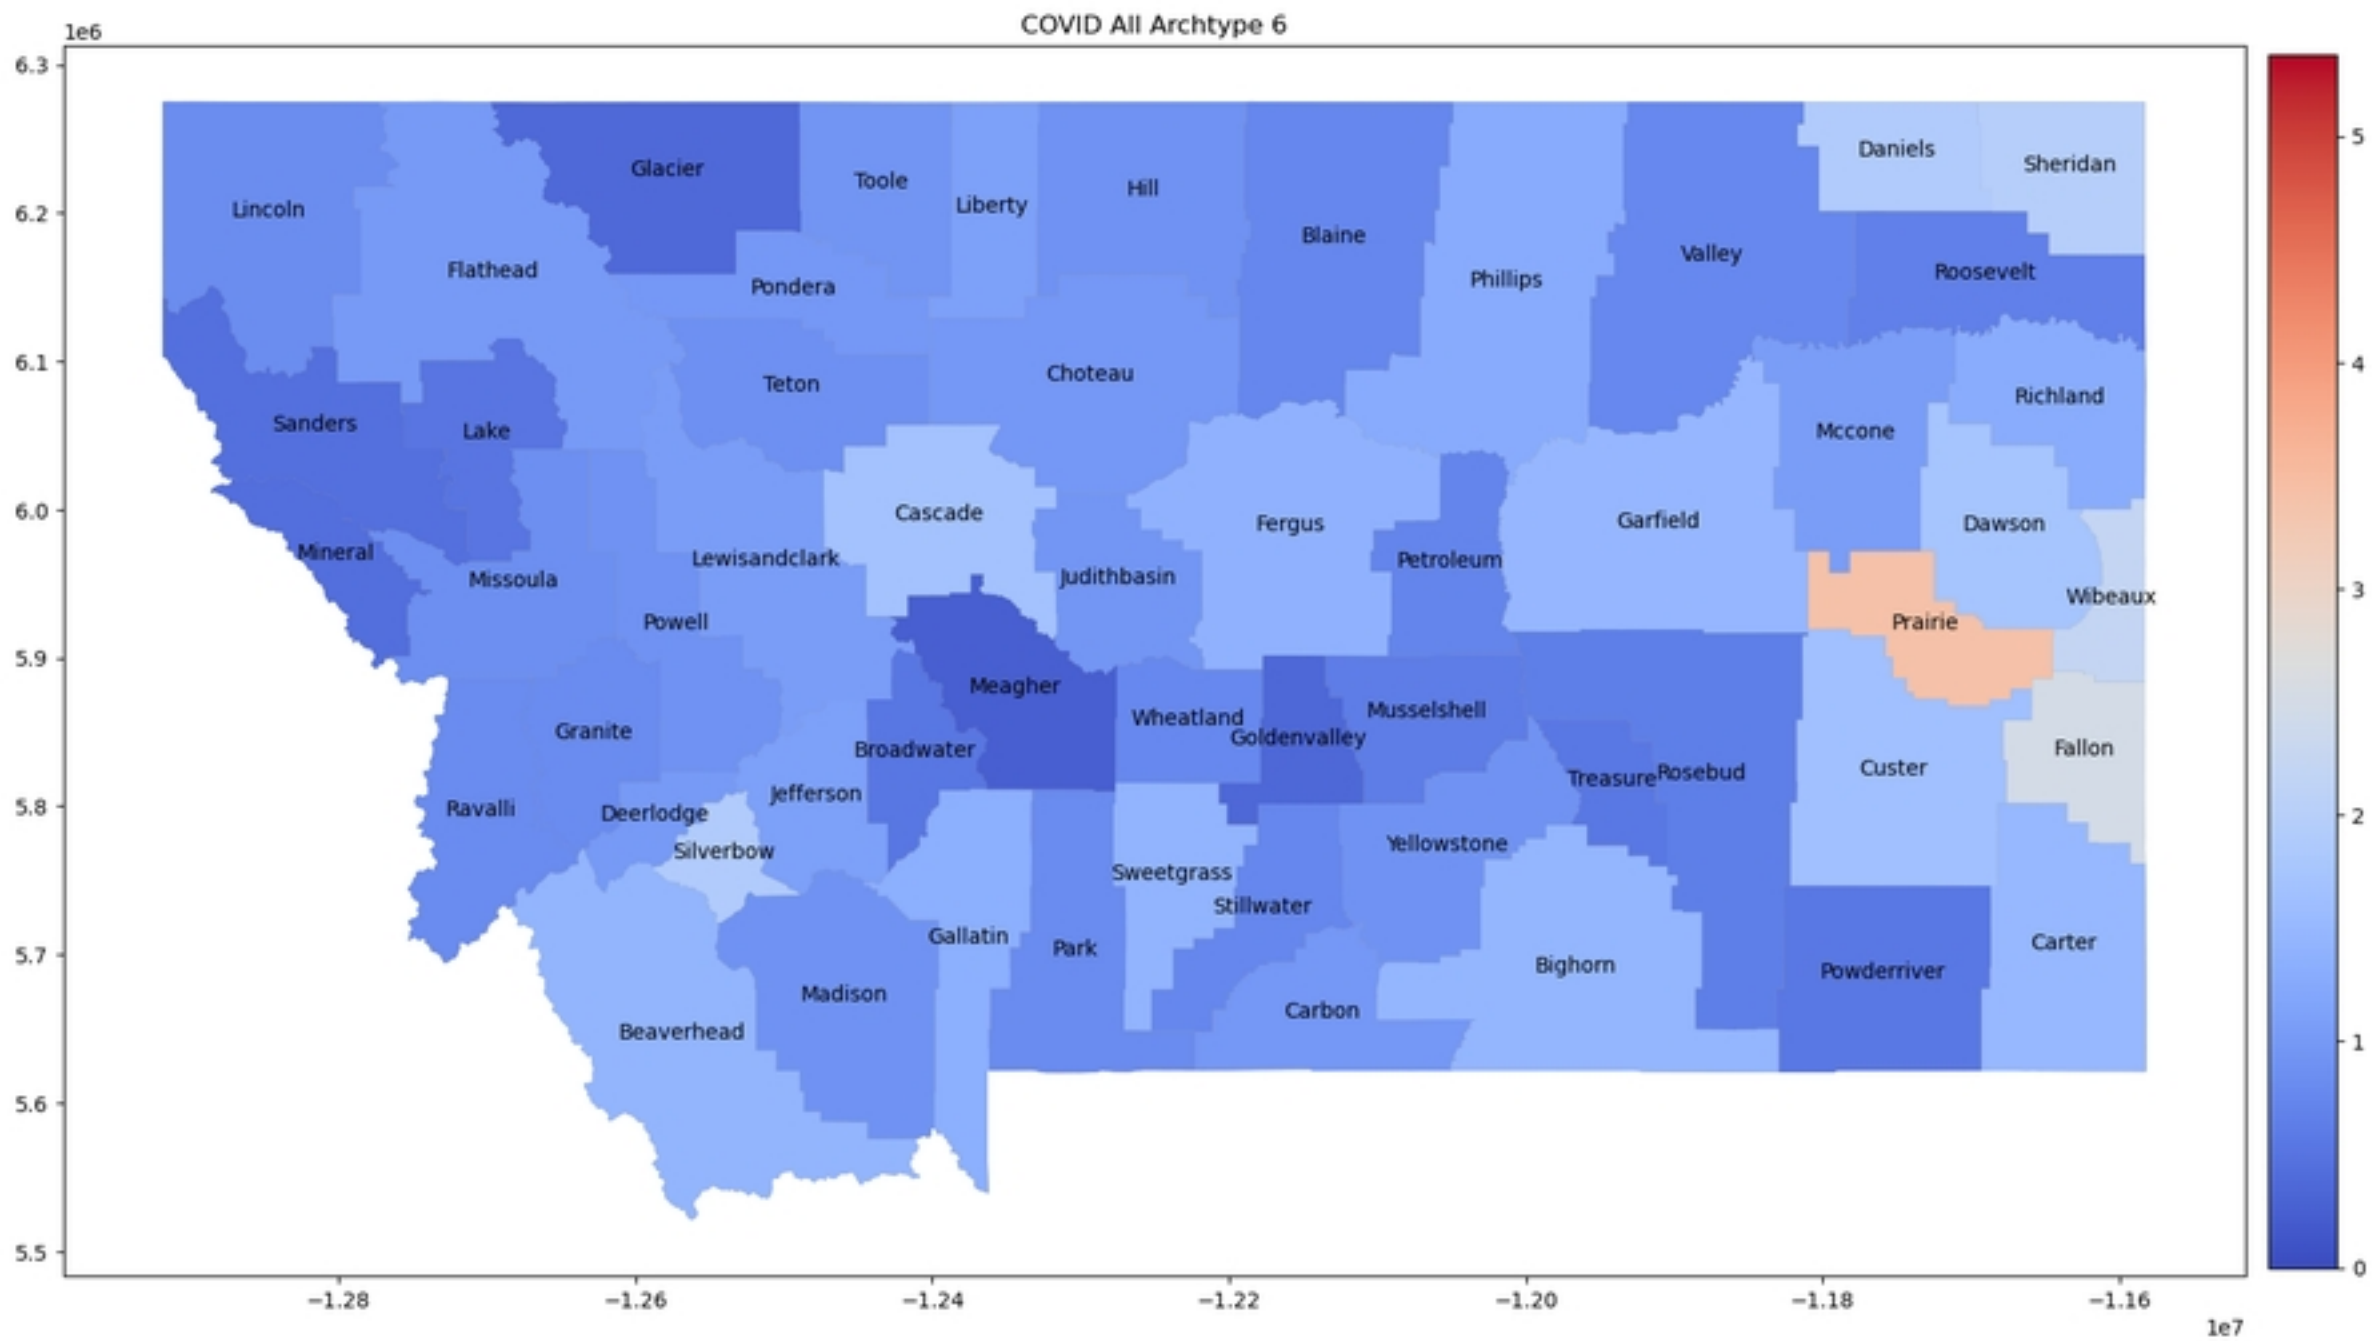 COVID All Archtype 6
1e6
6.3
6.2
6.1
6.0
5.9
5.8
5.7
5.6
5.5
Glacier
Toole
Liberty
Hill
Blaine
Phillips
Valley
Daniels
Sheridan
Roosevelt
Lincoln
Flathead
Pondera
Teton
Choteau
Richland
Mccone
Sanders
Lake
Cascade
Fergus
Petroleum
Garfield
Dawson
Wibeaux
Prairie
Mineral
Missoula
Lewisandclark
Powell
Judithbasin
Meagher
Wheatland
Goldenvalley
Musselshell
Treasure
Rosebud
Custer
Fallon
Granite
Broadwater
Jefferson
Ravalli
Deerlodge
Silverbow
Gallatin
Park
Sweetgrass
Stillwater
Yellowstone
Bighorn
Carbon
Powderriver
Carter
Madison
Beaverhead
−1.28
−1.26
−1.24
−1.22
−1.20
−1.18
−1.16
1e7
5
4
3
2
1
0